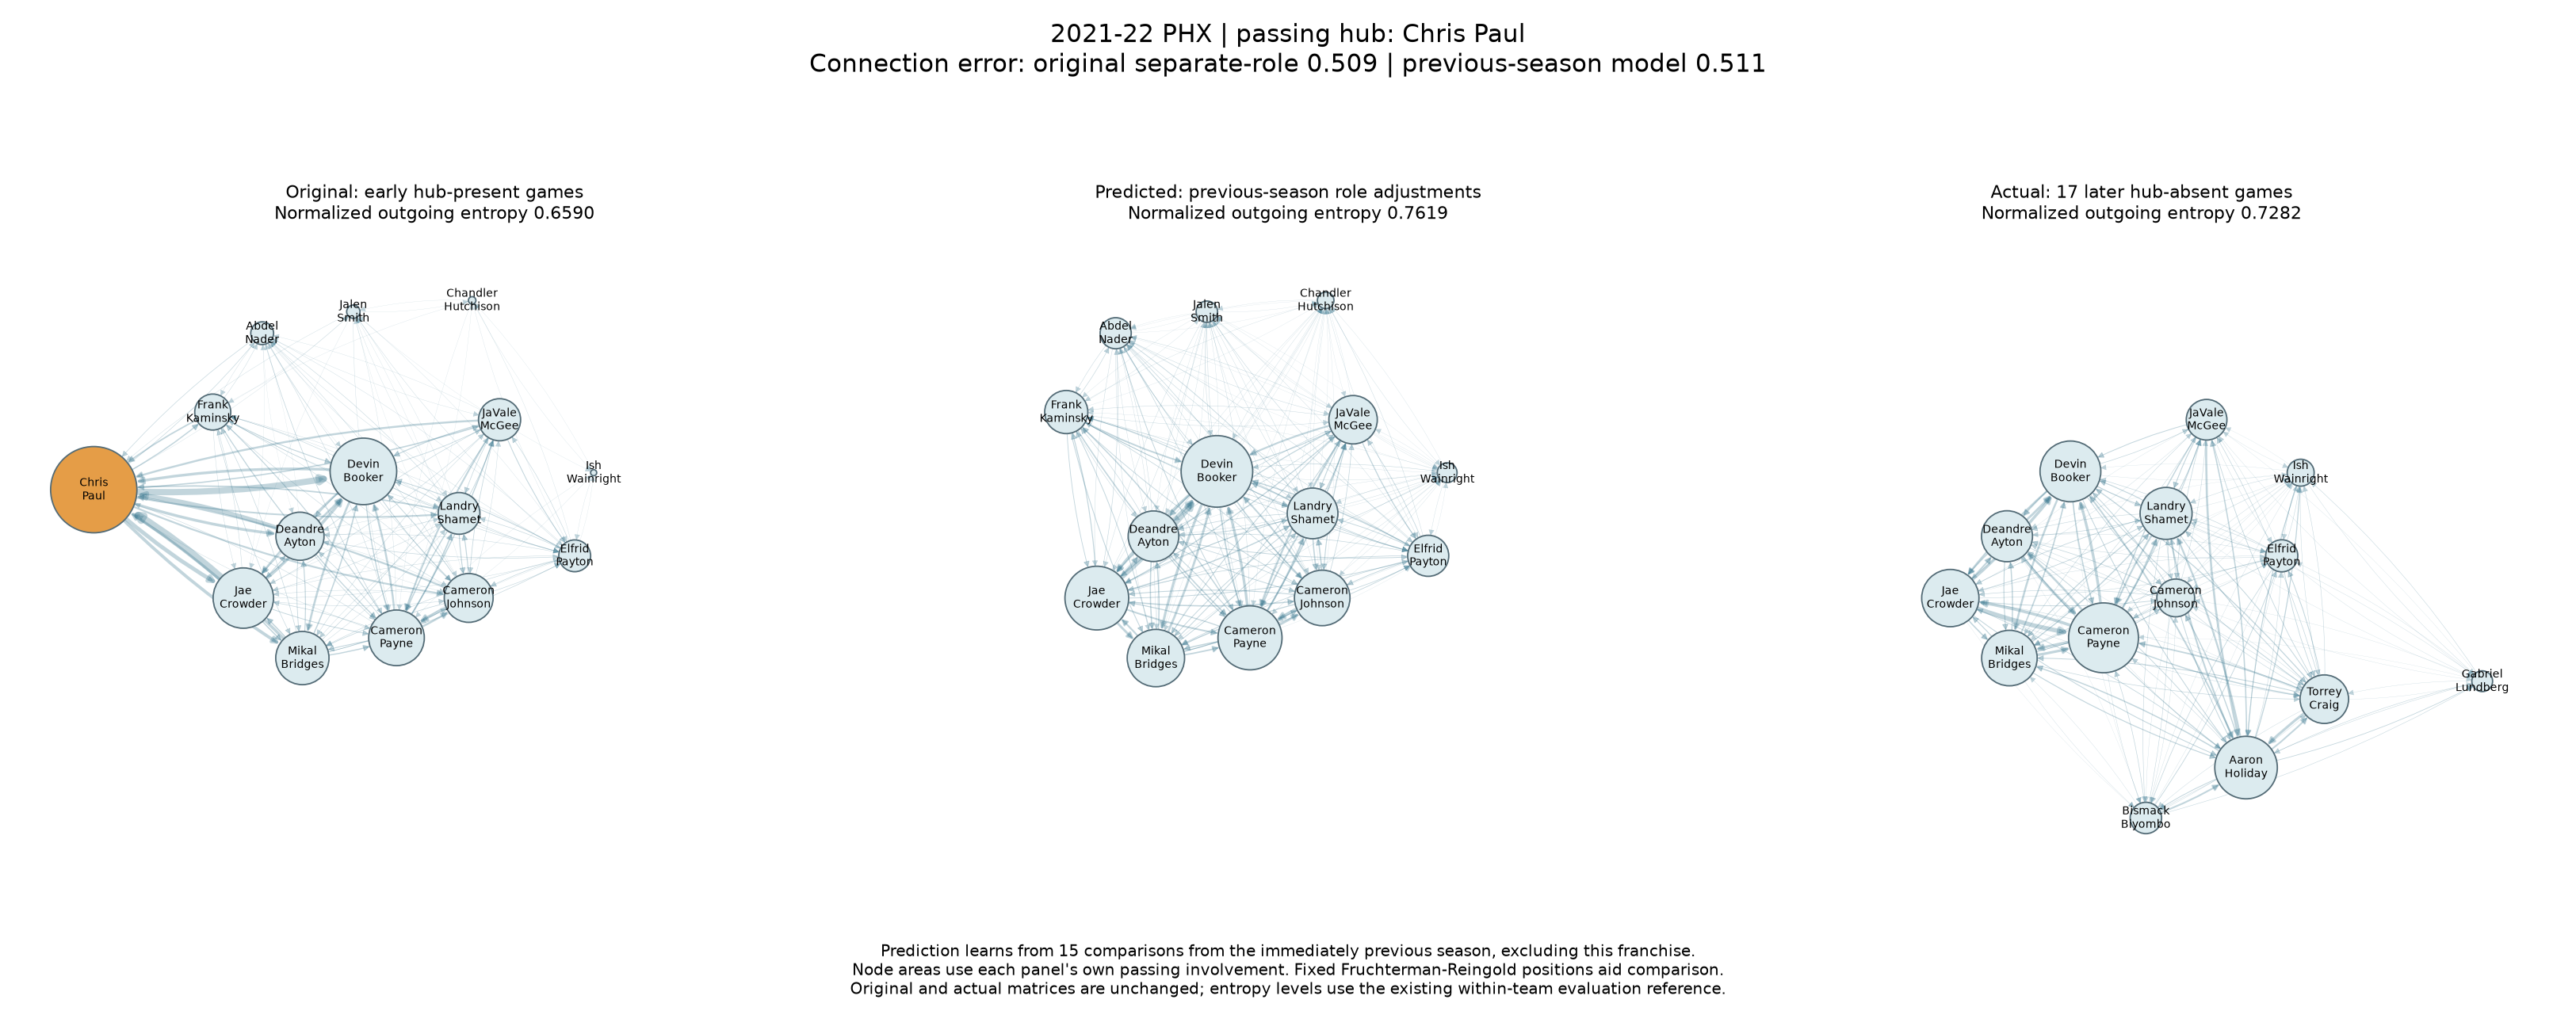 2021-22 PHX | passing hub: Chris Paul
Connection error: original separate-role 0.509 | previous-season model 0.511
Original: early hub-present games
Normalized outgoing entropy 0.6590
Chandler
Hutchison
Jalen
Smith
Abdel
Nader
Frank
Kaminsky
JaVale
McGee
Devin
Booker
Ish
Wainright
Chris
Paul
Landry
Shamet
Deandre
Ayton
Elfrid
Payton
Jae
Crowder
Cameron
Johnson
Cameron
Payne
Mikal
Bridges
Predicted: previous-season role adjustments
Normalized outgoing entropy 0.7619
Chandler
Hutchison
Jalen
Smith
Abdel
Nader
Frank
Kaminsky
JaVale
McGee
Devin
Booker
Ish
Wainright
Landry
Shamet
Deandre
Ayton
Elfrid
Payton
Jae
Crowder
Cameron
Johnson
Cameron
Payne
Mikal
Bridges
Actual: 17 later hub-absent games
Normalized outgoing entropy 0.7282
JaVale
McGee
Devin
Booker
Ish
Wainright
Landry
Shamet
Deandre
Ayton
Elfrid
Payton
Jae
Crowder
Cameron
Johnson
Cameron
Payne
Mikal
Bridges
Gabriel
Lundberg
Torrey
Craig
Aaron
Holiday
Bismack
Biyombo
Prediction learns from 15 comparisons from the immediately previous season, excluding this franchise.
Node areas use each panel's own passing involvement. Fixed Fruchterman-Reingold positions aid comparison.
Original and actual matrices are unchanged; entropy levels use the existing within-team evaluation reference.